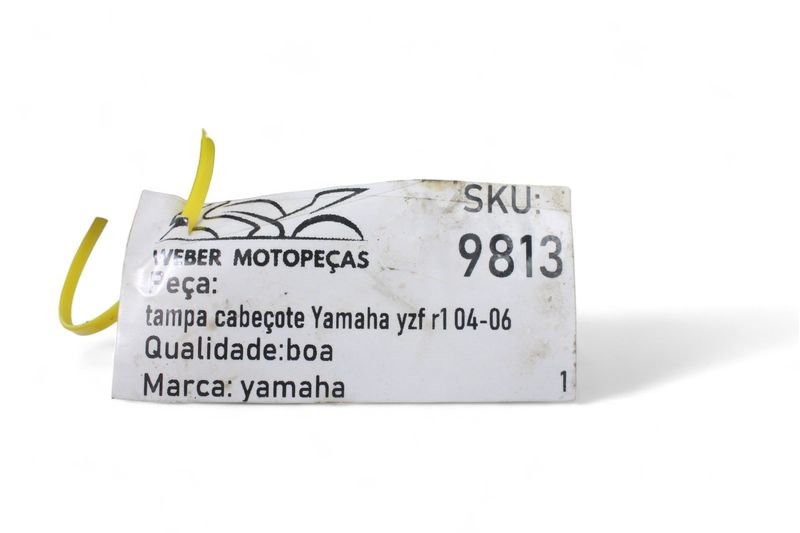 SKU:
9813
WEBER MOTOPEÇAS
Peça:
tampa cabeçote Yamaha yzf r1 04-06
Qualidade:boa
Marca: yamaha
1